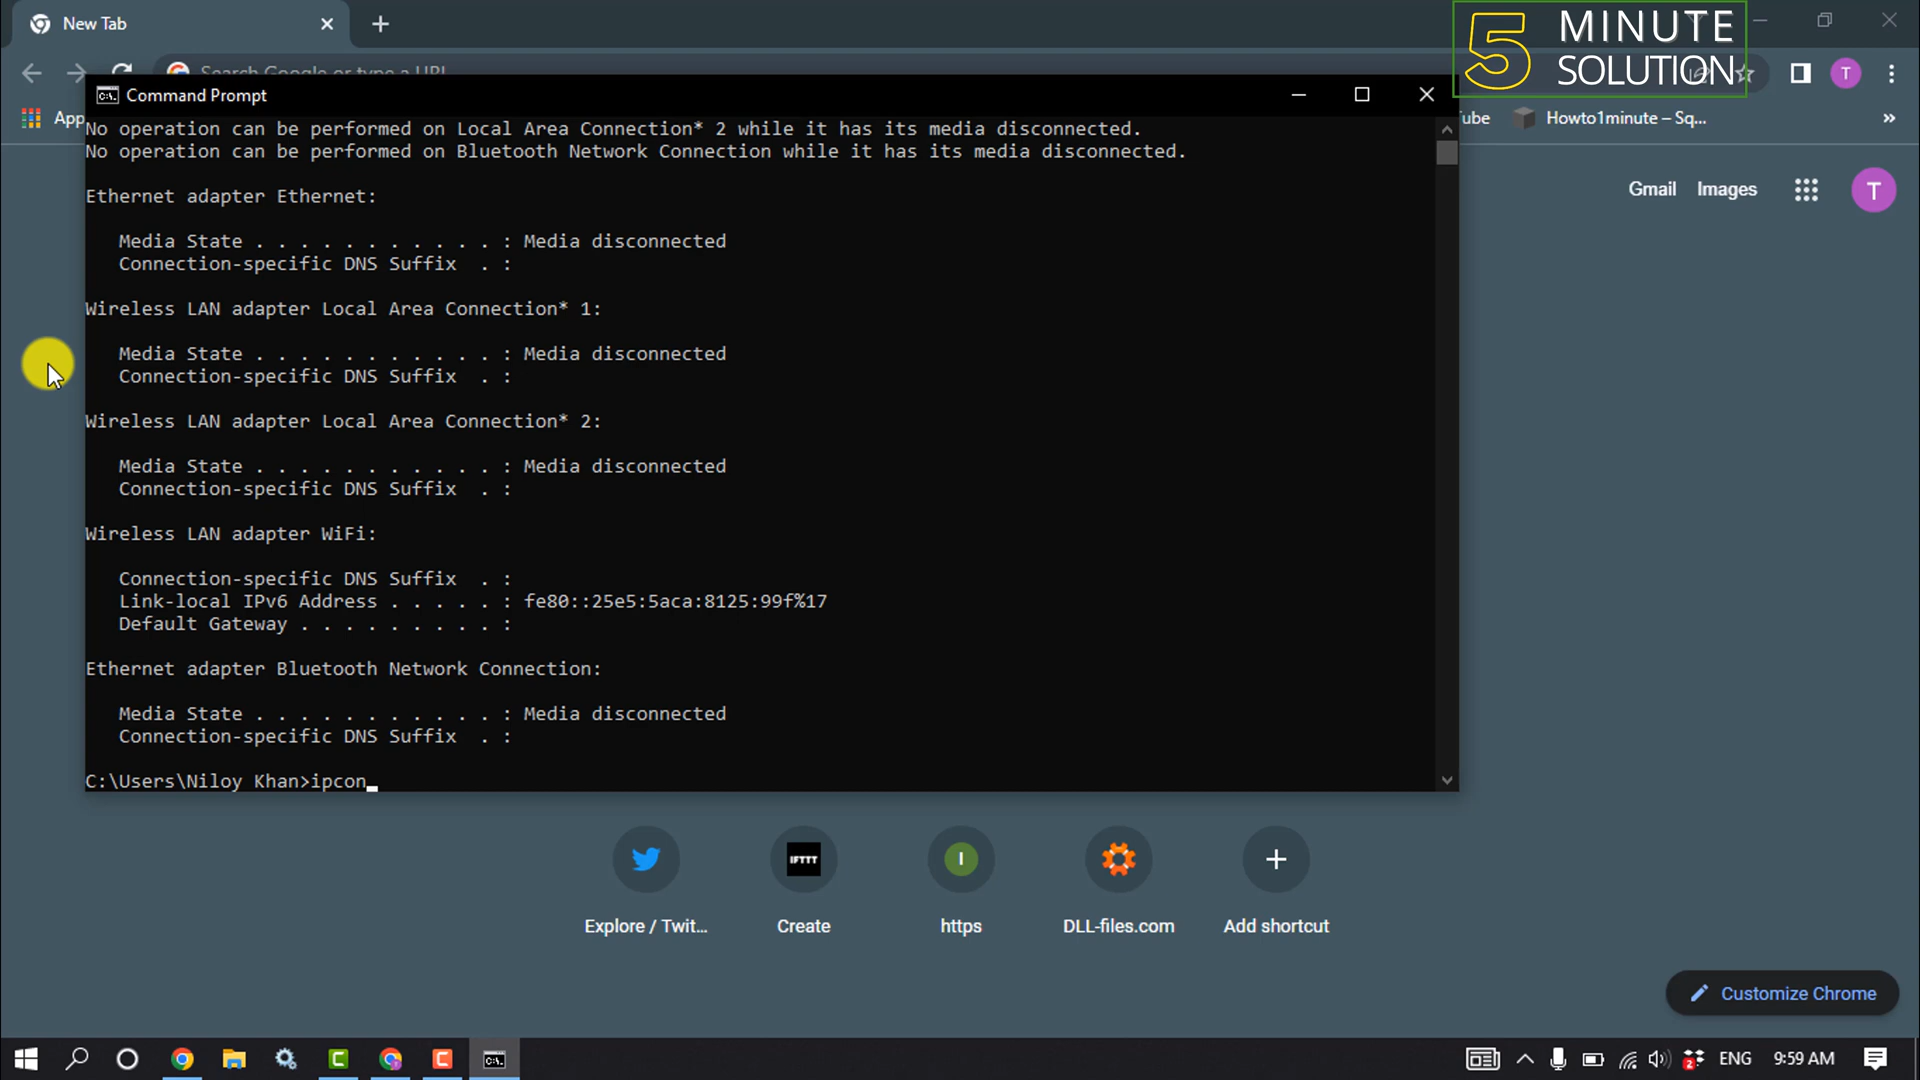 New Tab
5 MINUTE
SOLUTION
Search Google or type a URL
T
Command Prompt
Howto1minute – Sq...
»
No operation can be performed on Local Area Connection* 2 while it has its media disconnected.
No operation can be performed on Bluetooth Network Connection while it has its media disconnected.
Gmail Images T
Ethernet adapter Ethernet:
Media State . . . . . . . . . . . : Media disconnected
Connection-specific DNS Suffix . :
Wireless LAN adapter Local Area Connection* 1:
Media State . . . . . . . . . . . : Media disconnected
Connection-specific DNS Suffix . :
Wireless LAN adapter Local Area Connection* 2:
Media State . . . . . . . . . . . : Media disconnected
Connection-specific DNS Suffix . :
Wireless LAN adapter WiFi:
Connection-specific DNS Suffix . :
Link-local IPv6 Address . . . . . : fe80::25e5:5aca:8125:99f%17
Default Gateway . . . . . . . . . :
Ethernet adapter Bluetooth Network Connection:
Media State . . . . . . . . . . . : Media disconnected
Connection-specific DNS Suffix . :
C:\Users\Niloy Khan>ipcon_
IFTTT I
Explore / Twit... Create https DLL-files.com Add shortcut
Customize Chrome
ENG 9:59 AM